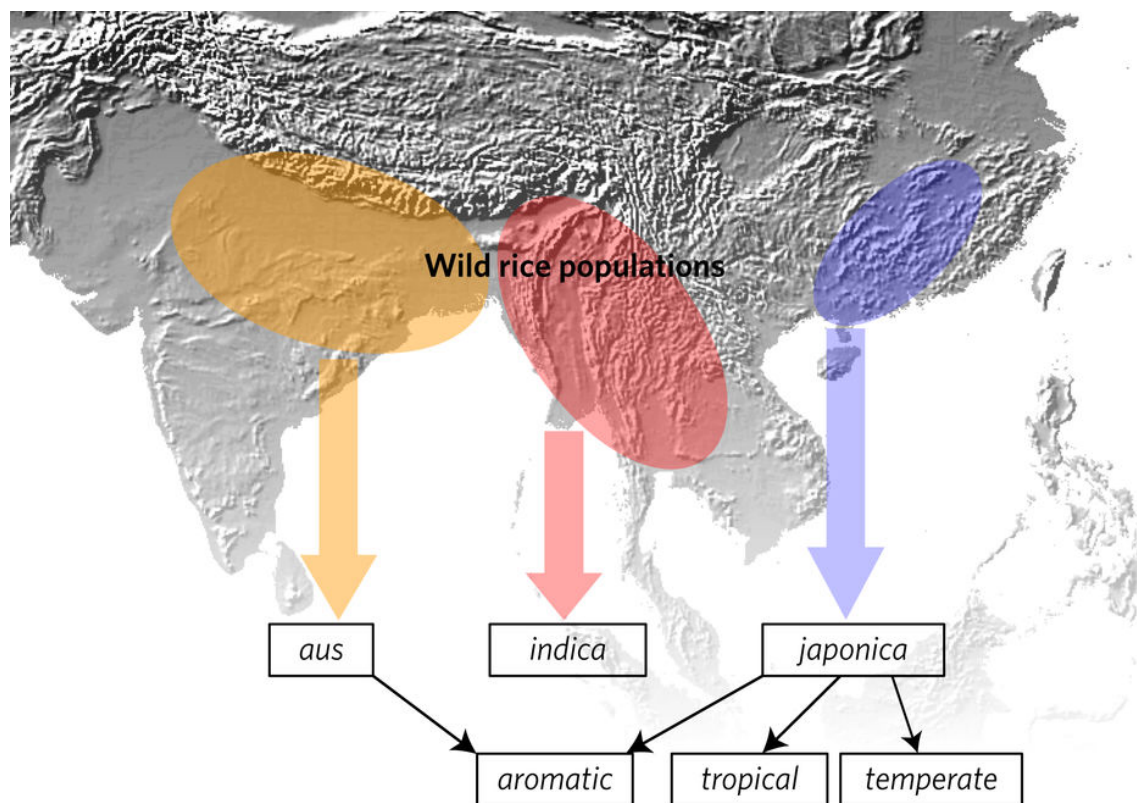 Wild rice populations
aus
indica
japonica
aromatic
tropical
temperate